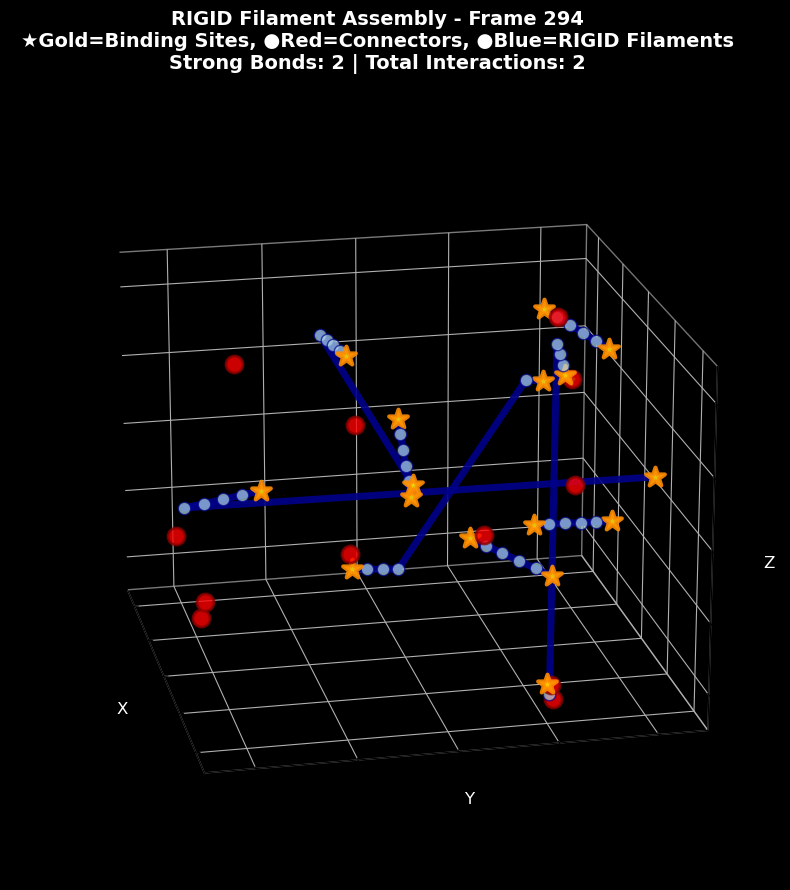 RIGID Filament Assembly - Frame 294
★Gold=Binding Sites, ●Red=Connectors, ●Blue=RIGID Filaments
Strong Bonds: 2 | Total Interactions: 2
Z
X
Y